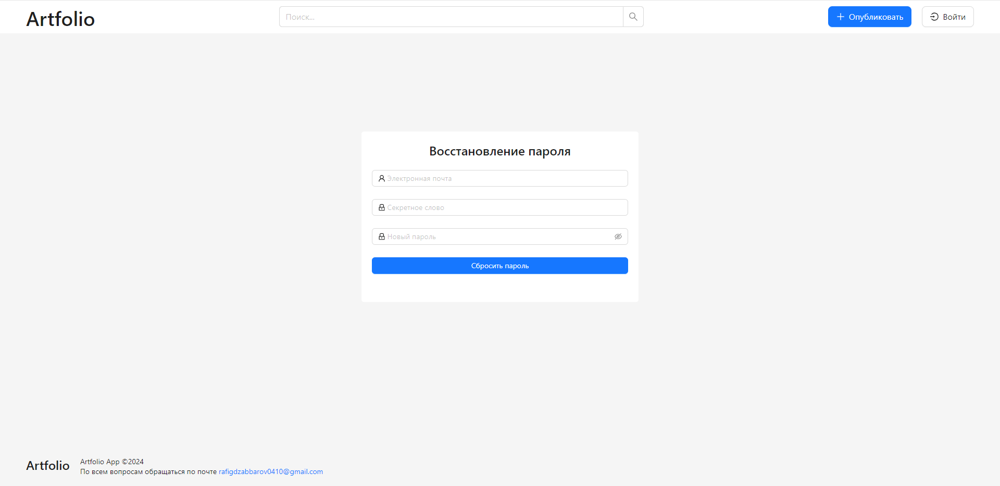 Artfolio
Поиск...
Опубликовать
Войти
Восстановление пароля
Электронная почта
Секретное слово
Новый пароль
Сбросить пароль
Artfolio
Artfolio App ©2024
По всем вопросам обращаться по почте rafigdzabbarov0410@gmail.com